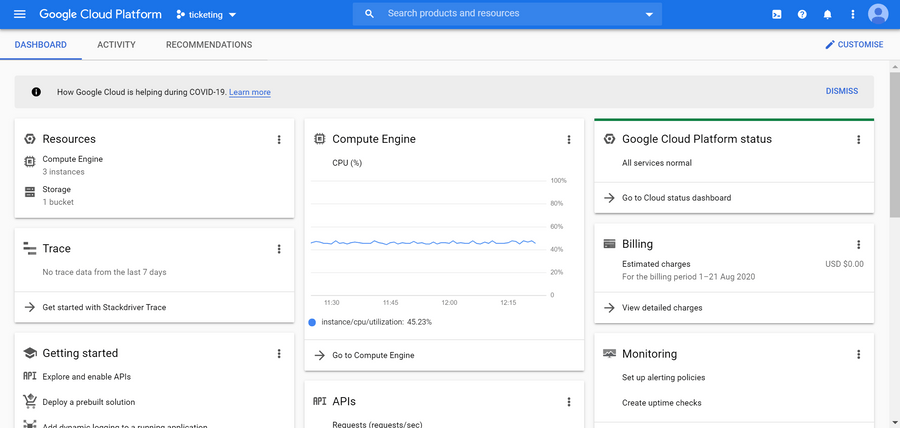 Google Cloud Platform
ticketing
Search products and resources
DASHBOARD
ACTIVITY
RECOMMENDATIONS
CUSTOMISE
How Google Cloud is helping during COVID-19. Learn more
DISMISS
Resources
Compute Engine
3 instances
Storage
1 bucket
Trace
No trace data from the last 7 days
Get started with Stackdriver Trace
Getting started
API Explore and enable APIs
Deploy a prebuilt solution
Add dynamic logging to a running application
Compute Engine
CPU (%)
100%
80%
60%
40%
20%
0
11:30 11:45 12:00 12:15
instance/cpu/utilization: 45.23%
Go to Compute Engine
API APIs
Requests (requests/sec)
Google Cloud Platform status
All services normal
Go to Cloud status dashboard
Billing
Estimated charges USD $0.00
For the billing period 1–21 Aug 2020
View detailed charges
Monitoring
Set up alerting policies
Create uptime checks